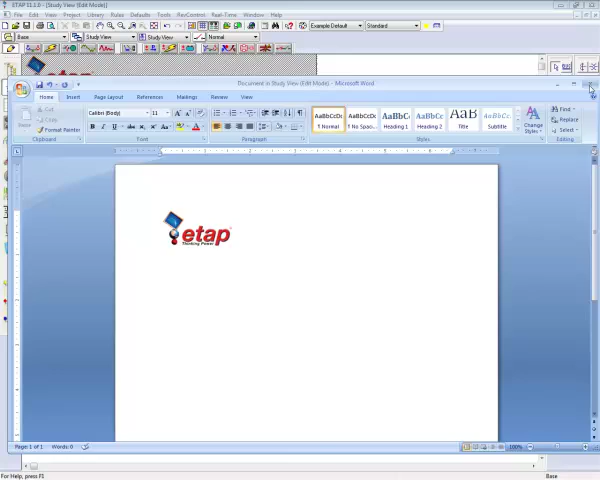 ETAP 11.1.0 - [Study View (Edit Mode)]
File Edit View Project Library Rules Defaults Tools RevControl Real-Time Window Help
Example Default Standard
Base Study View Study View Normal
Document in Study View (Edit Mode) - Microsoft Word
Home Insert Page Layout References Mailings Review View
Cut
Copy
Format Painter
Paste
Clipboard
Calibri (Body) 11
Font
Paragraph
AaBbCcDc AaBbCcDc AaBbC AaBbCc AaB AaBbCc.
¶ Normal ¶ No Spac... Heading 1 Heading 2 Title Subtitle
Styles
Change Styles
Find
Replace
Select
Editing
etap
Thinking Power
Page: 1 of 1 Words: 0 100%
For Help, press F1 Base